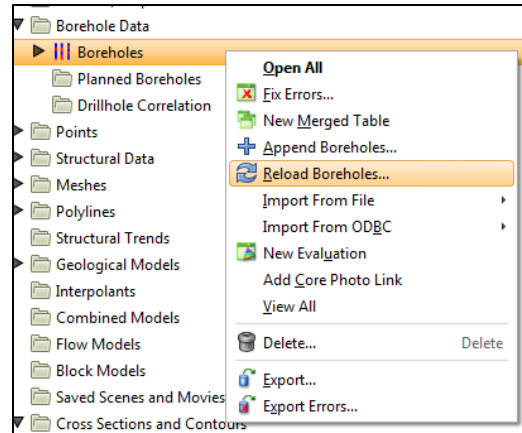 Borehole Data
Boreholes
Planned Boreholes
Drillhole Correlation
Points
Structural Data
Meshes
Polylines
Structural Trends
Geological Models
Interpolants
Combined Models
Flow Models
Block Models
Saved Scenes and Movies
Cross Sections and Contours
Open All
Fix Errors...
New Merged Table
Append Boreholes...
Reload Boreholes...
Import From File
Import From ODBC
New Evaluation
Add Core Photo Link
View All
Delete... Delete
Export...
Export Errors...